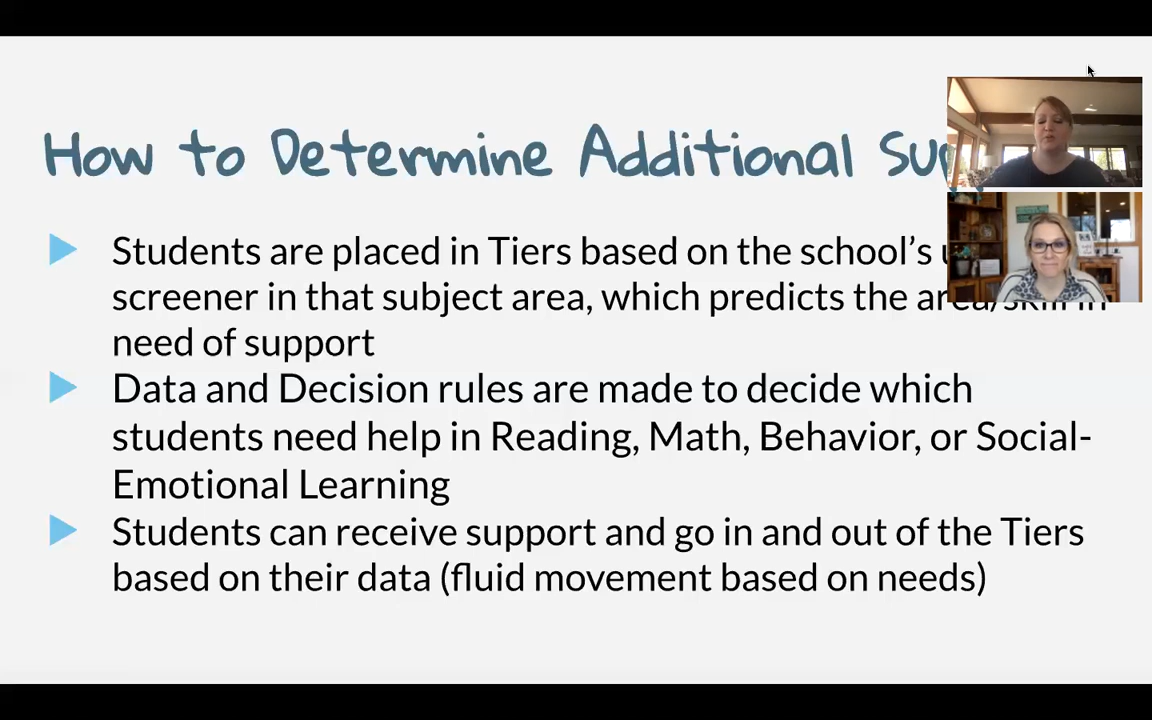 How to Determine Additional
Students are placed in Tiers based on the school's
screener in that subject area, which predicts the area/skill in
need of support
Data and Decision rules are made to decide which
students need help in Reading, Math, Behavior, or Social-
Emotional Learning
Students can receive support and go in and out of the Tiers
based on their data (fluid movement based on needs)